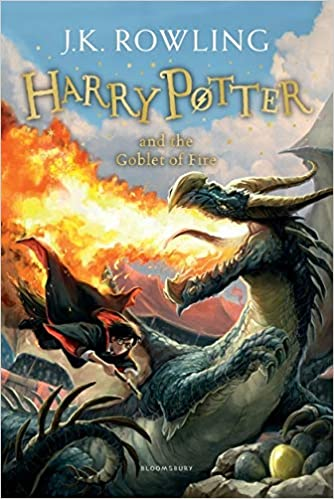 J.K. ROWLING
HARRY POTTER
and the
Goblet of Fire
BLOOMSBURY